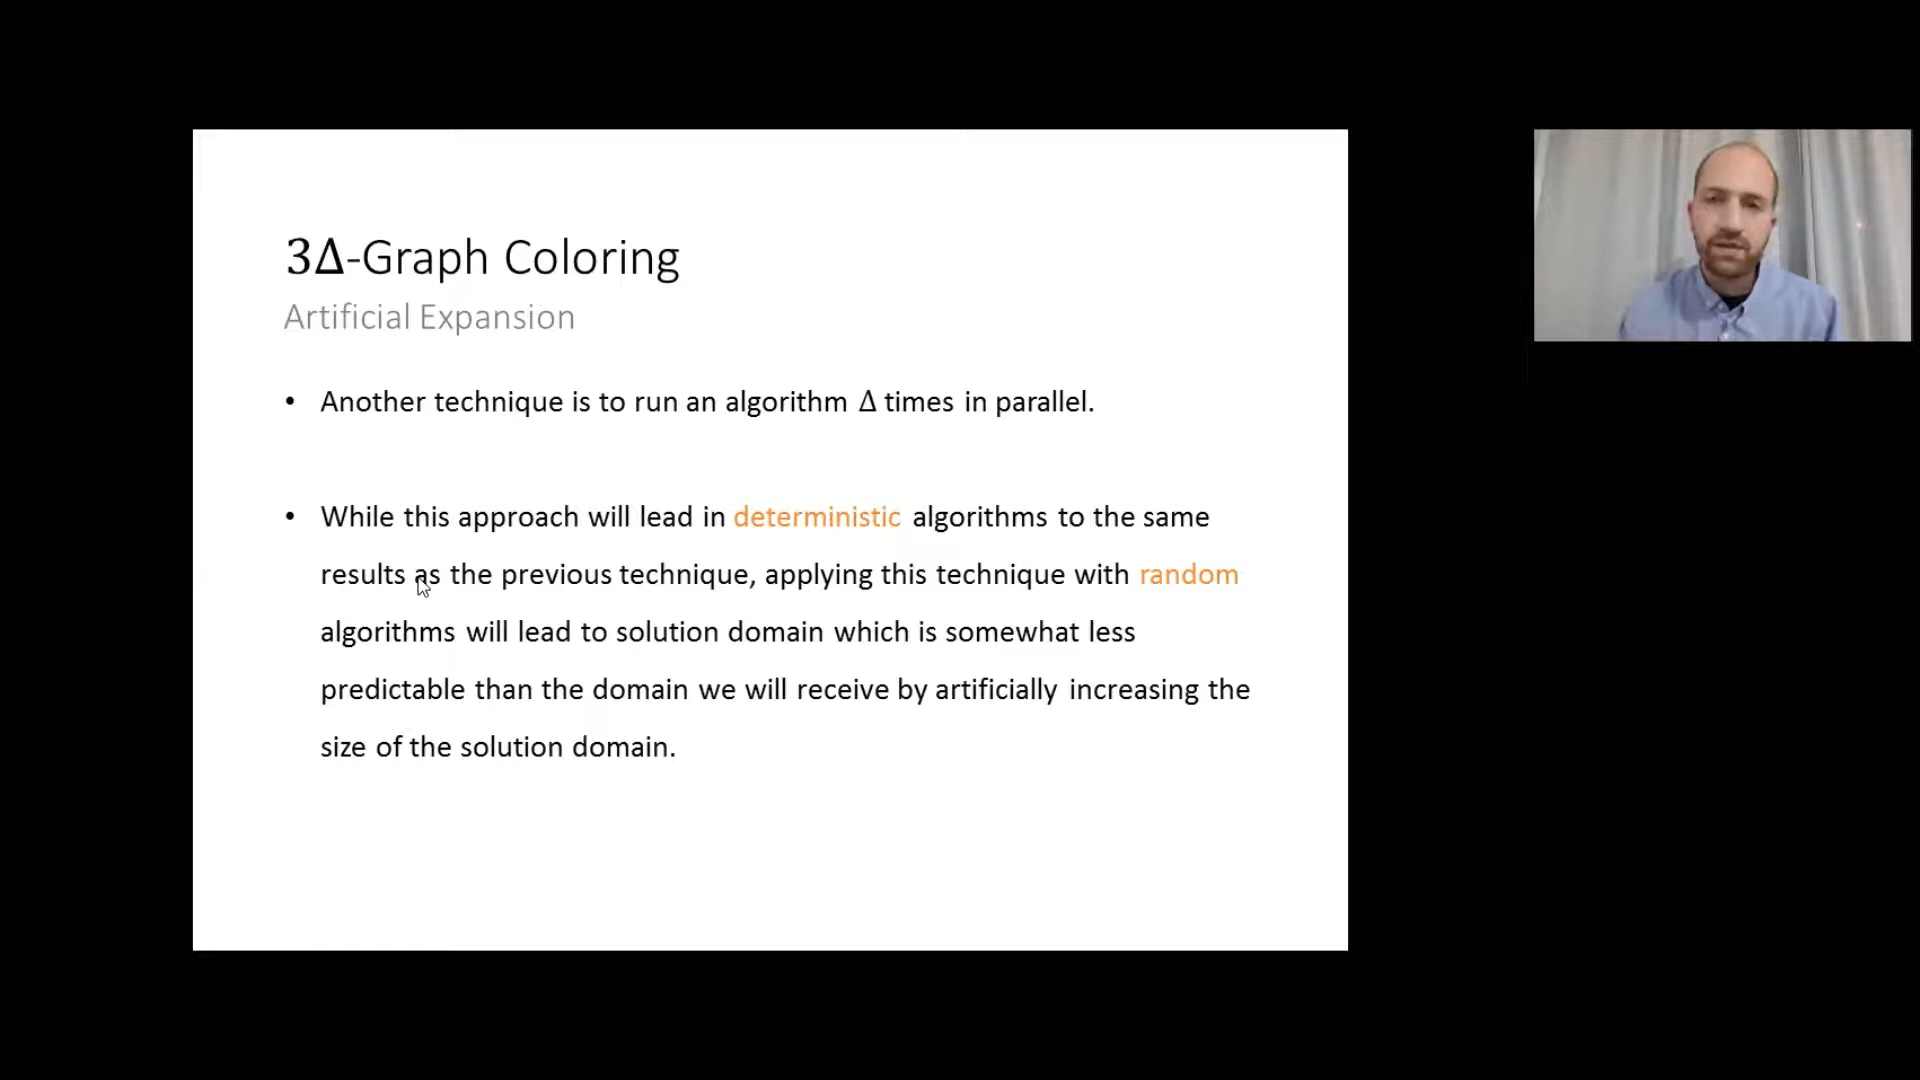 3Δ-Graph Coloring
Artificial Expansion
• Another technique is to run an algorithm Δ times in parallel.
• While this approach will lead in deterministic algorithms to the same
results as the previous technique, applying this technique with random
algorithms will lead to solution domain which is somewhat less
predictable than the domain we will receive by artificially increasing the
size of the solution domain.